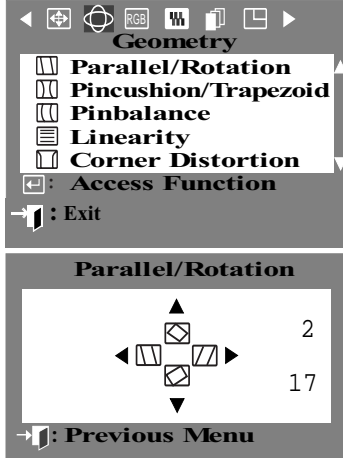 RGB
Geometry
Parallel/Rotation
Pincushion/Trapezoid
Pinbalance
Linearity
Corner Distortion
: Access Function
: Exit
Parallel/Rotation
2
17
: Previous Menu